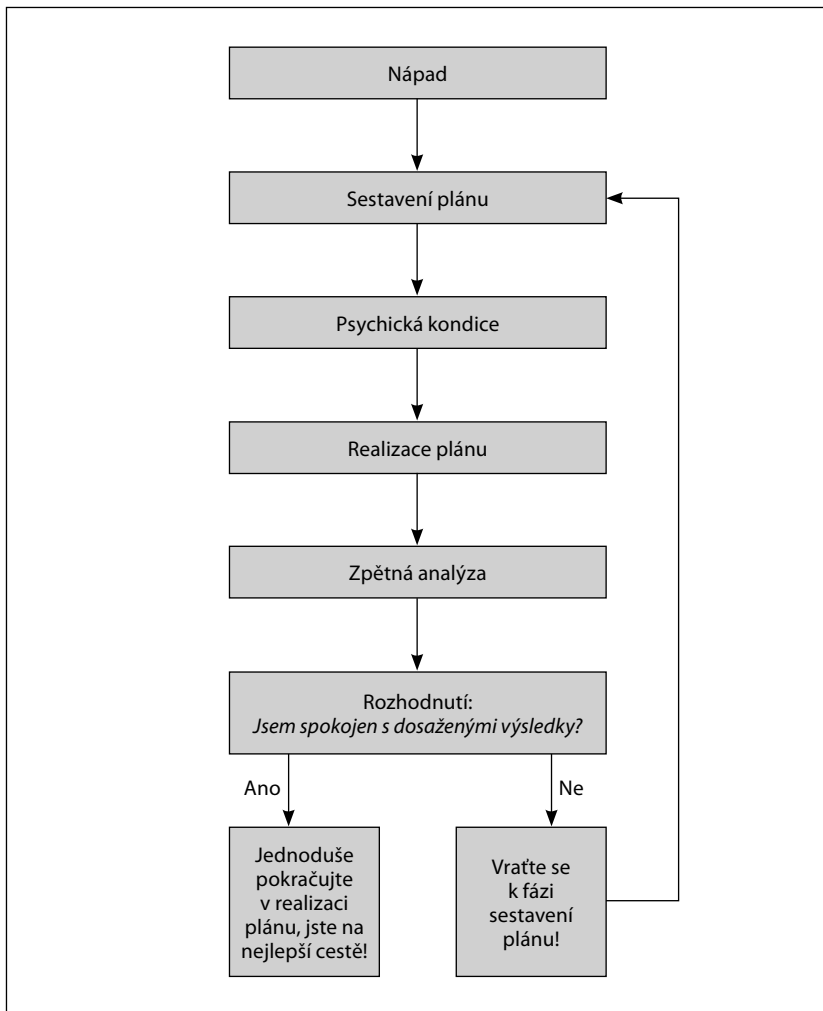 Nápad
Sestavení plánu
Psychická kondice
Realizace plánu
Zpětná analýza
Rozhodnutí:
Jsem spokojen s dosaženými výsledky?
Ano
Ne
Jednoduše
pokračujte
v realizaci
plánu, jste na
nejlepší cestě!
Vraťte se
k fázi
sestavení
plánu!